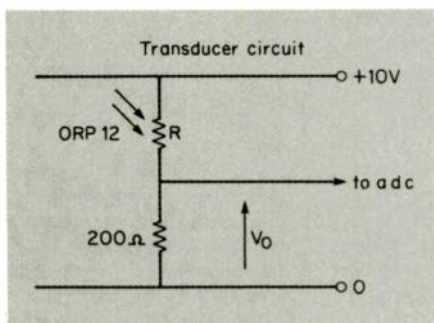 Transducer circuit
+10V
ORP 12 R
to adc
200Ω
V₀
0